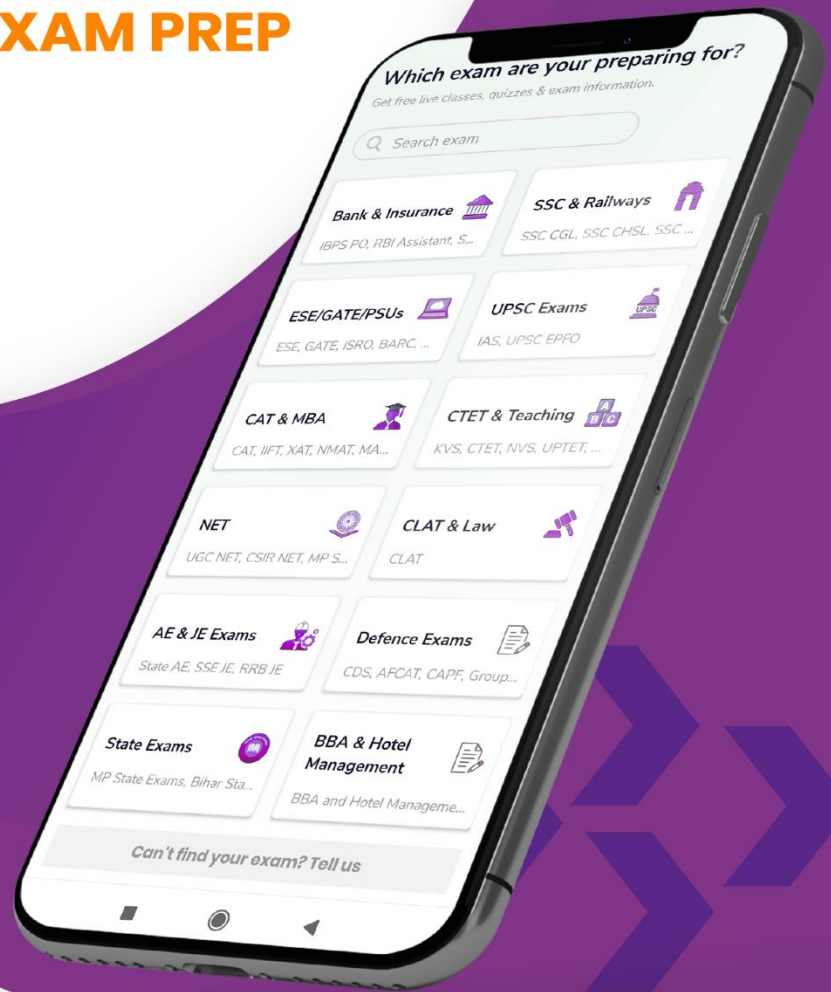 XAM PREP
Which exam are your preparing for?
Get free live classes, quizzes & exam information.
Search exam
Bank & Insurance
IBPS PO, RBI Assistant, S...
SSC & Railways
SSC CGL, SSC CHSL, SSC ...
ESE/GATE/PSUs
ESE, GATE, ISRO, BARC, ...
UPSC Exams
UPSC
IAS, UPSC EPFO
CAT & MBA
CAT, IIFT, XAT, NMAT, MA...
CTET & Teaching
A
B C
KVS, CTET, NVS, UPTET, ...
NET
UGC NET, CSIR NET, MP S...
CLAT & Law
CLAT
AE & JE Exams
State AE, SSE JE, RRB JE
Defence Exams
CDS, AFCAT, CAPF, Group...
State Exams
MP State Exams, Bihar Sta...
BBA & Hotel
Management
BBA and Hotel Manageme...
Can't find your exam? Tell us